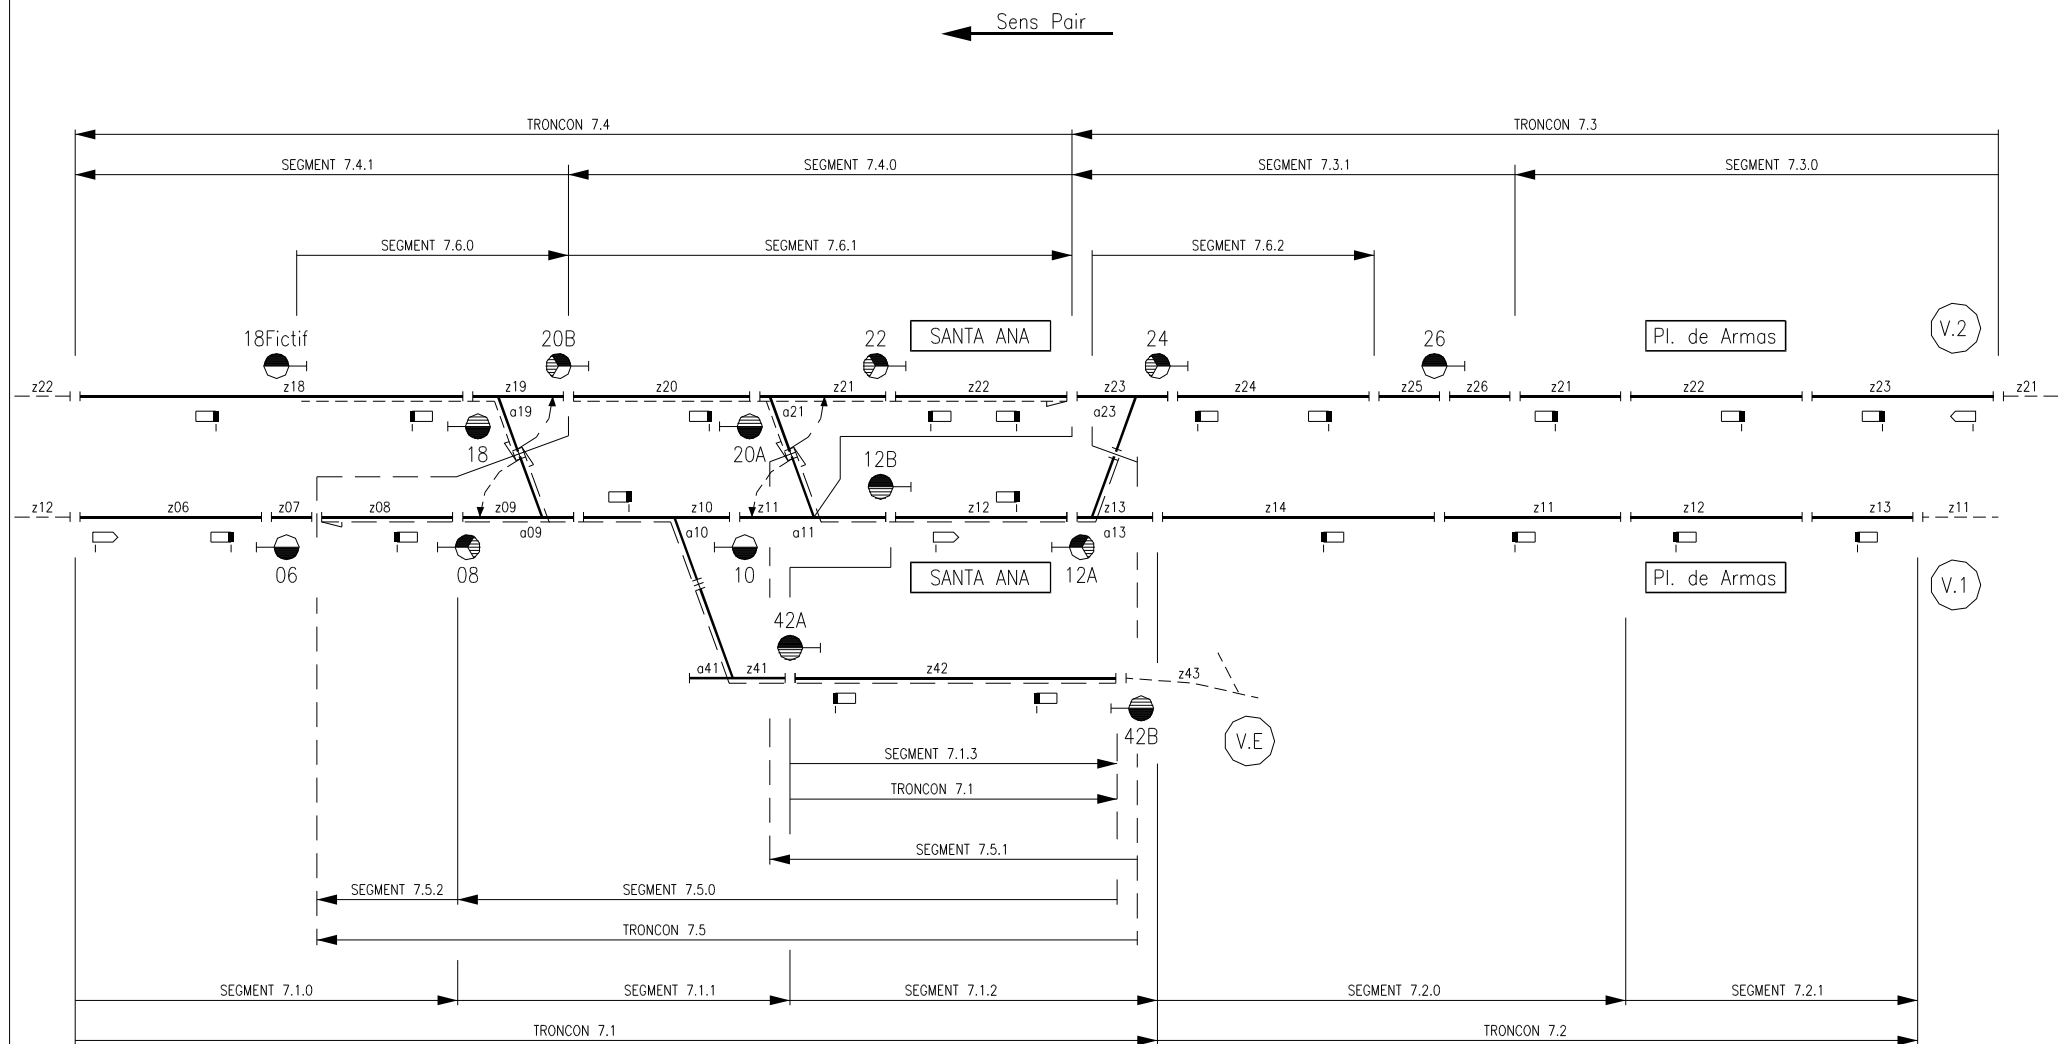 Sens Pair
TRONCON 7.4 TRONCON 7.3
SEGMENT 7.4.1 SEGMENT 7.4.0 SEGMENT 7.3.1 SEGMENT 7.3.0
SEGMENT 7.6.0 SEGMENT 7.6.1 SEGMENT 7.6.2
18Fictif 20B 22 SANTA ANA 24 26 Pl. de Armas V.2
z22 z18 z19 z20 z21 z22 z23 z24 z25 z26 z21 z22 z23 z21
a19 a21 a23
18 20A 12B
z12 z06 z07 z08 z09 z10 z11 z12 z13 z14 z11 z12 z13 z11
a09 a10 a11 a13
06 08 10 SANTA ANA 12A Pl. de Armas V.1
42A
a41 z41 z42 z43
42B V.E
SEGMENT 7.1.3
TRONCON 7.1
SEGMENT 7.5.1
SEGMENT 7.5.2 SEGMENT 7.5.0
TRONCON 7.5
SEGMENT 7.1.0 SEGMENT 7.1.1 SEGMENT 7.1.2 SEGMENT 7.2.0 SEGMENT 7.2.1
TRONCON 7.1 TRONCON 7.2